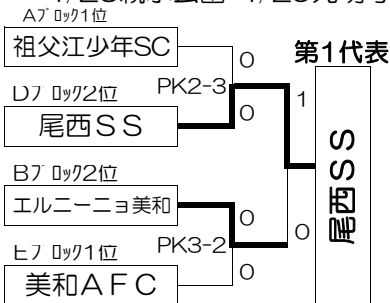 Aブロック1位
祖父江少年SC
0
第1代表
PK2-3
Dブロック2位
尾西SS
0
1
尾西SS
Bブロック2位
エルニーニョ美和
0
0
PK3-2
Eブロック1位
美和AFC
0